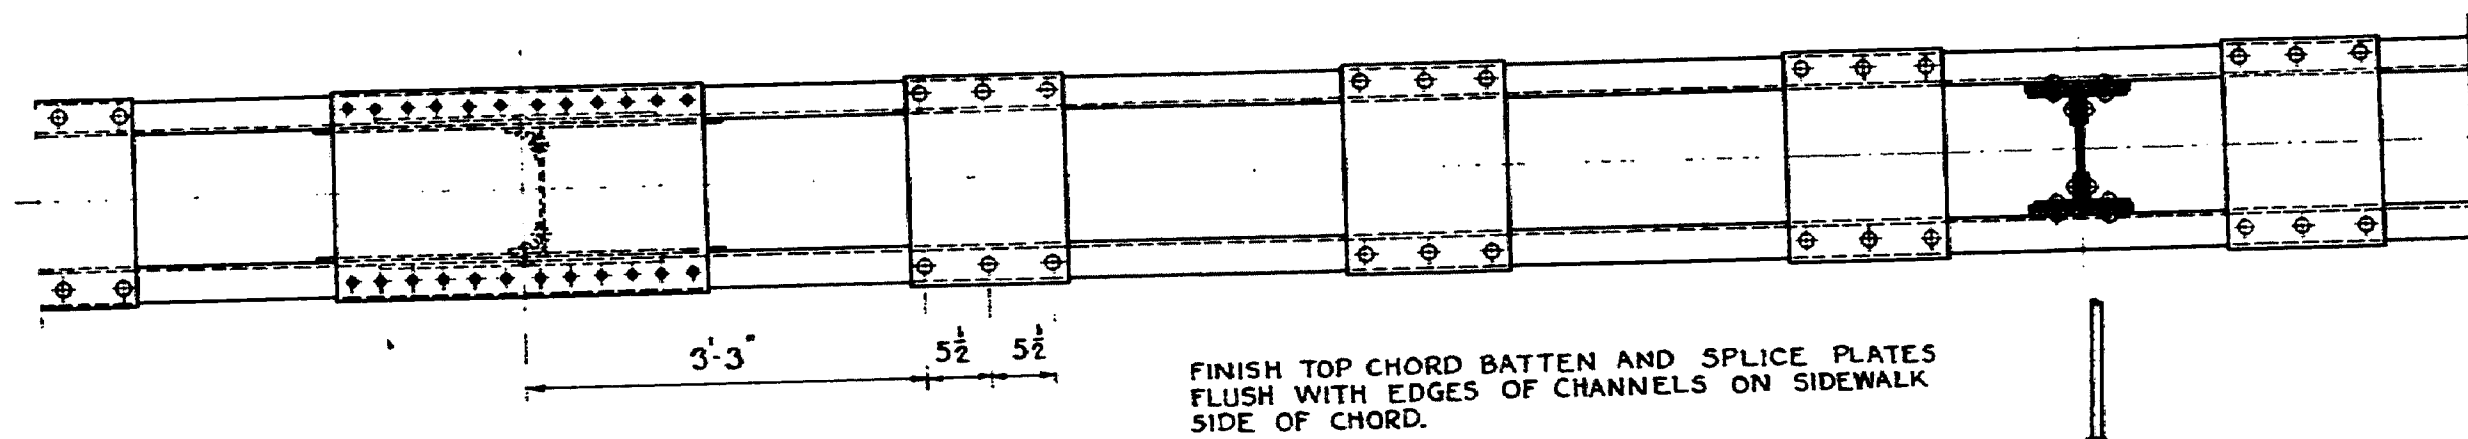 3'-3" 5½ 5½
FINISH TOP CHORD BATTEN AND SPLICE PLATES
FLUSH WITH EDGES OF CHANNELS ON SIDEWALK
SIDE OF CHORD.